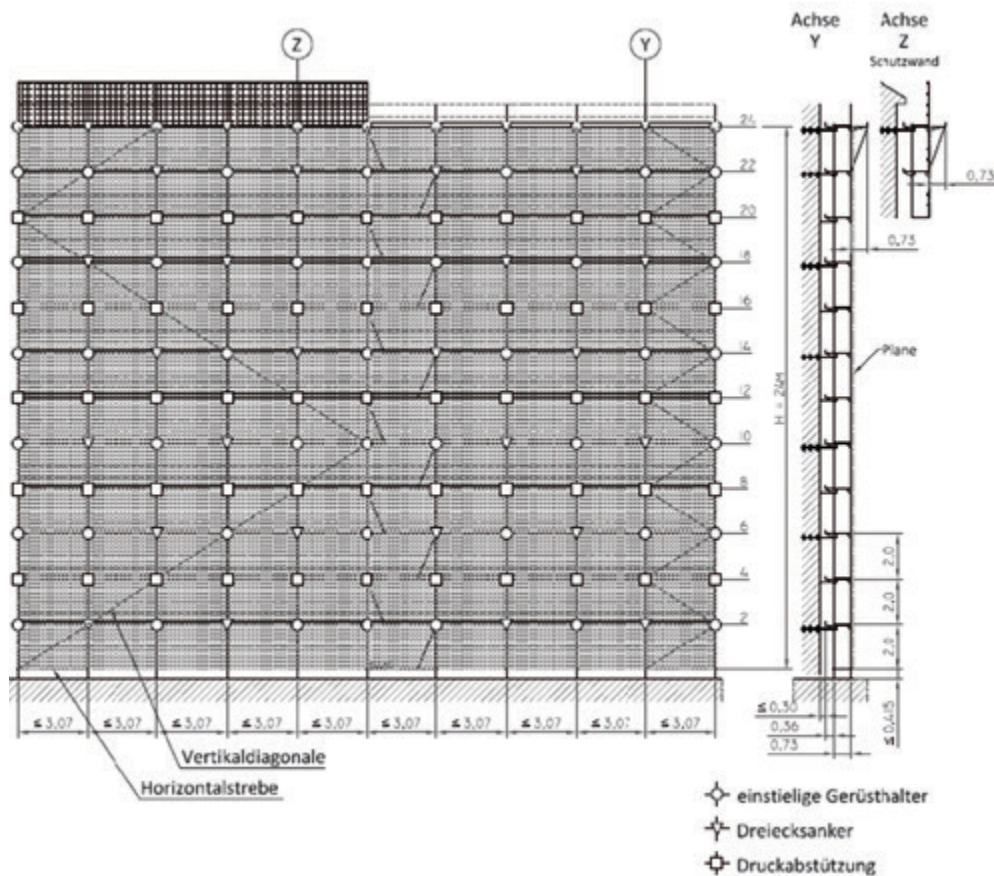 Achse
Y
Achse
Z
Schutzwand
Z
Y
24
22
20
18
16
14
12
10
8
6
4
2
H = 24M
0,73
0,73
Plane
2,0
2,0
2,0
≤ 3,07
≤ 3,07
≤ 3,07
≤ 3,07
≤ 3,07
≤ 3,07
≤ 3,07
≤ 3,07
≤ 3,07
≤ 3,07
≤ 0,30
0,36
0,73
Vertikaldiagonale
Horizontalstrebe
einstielige Gerüsthalter
Dreiecksanker
Druckabstützung